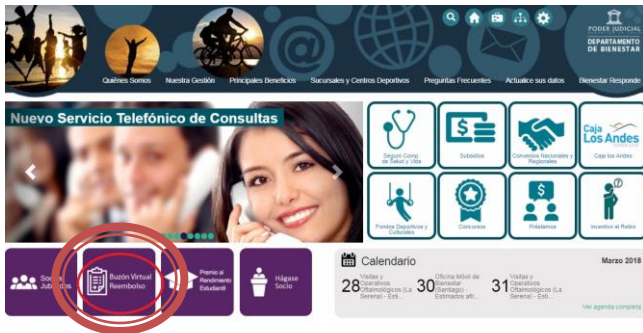 PODER JUDICIAL
DEPARTAMENTO
DE BIENESTAR
Quiénes Somos
Nuestra Gestión
Principales Beneficios
Sucursales y Centros Deportivos
Preguntas Frecuentes
Actualice sus datos
Bienestar Responde
Nuevo Servicio Telefónico de Consultas
Seguro Comp.
de Salud y Vida
Subsidios
Convenios Nacionales y
Regionales
Caja
Los Andes
Caja los Andes
Fondos Deportivos y
Culturales
Concursos
Préstamos
Incentivo al Retiro
Buzón Virtual
Reembolso
Premio al
Rendimiento
Estudiantil
Hágase
Socio
Calendario
Marzo 2018
28
Visitas y
Operativos
Oftalmológicos (La
Serena) - Esti...
30
Oficina Móvil de
Bienestar
(Santiago) -
Estimados afi...
31
Visitas y
Operativos
Oftalmológicos (La
Serena) - Esti...
Ver agenda completa